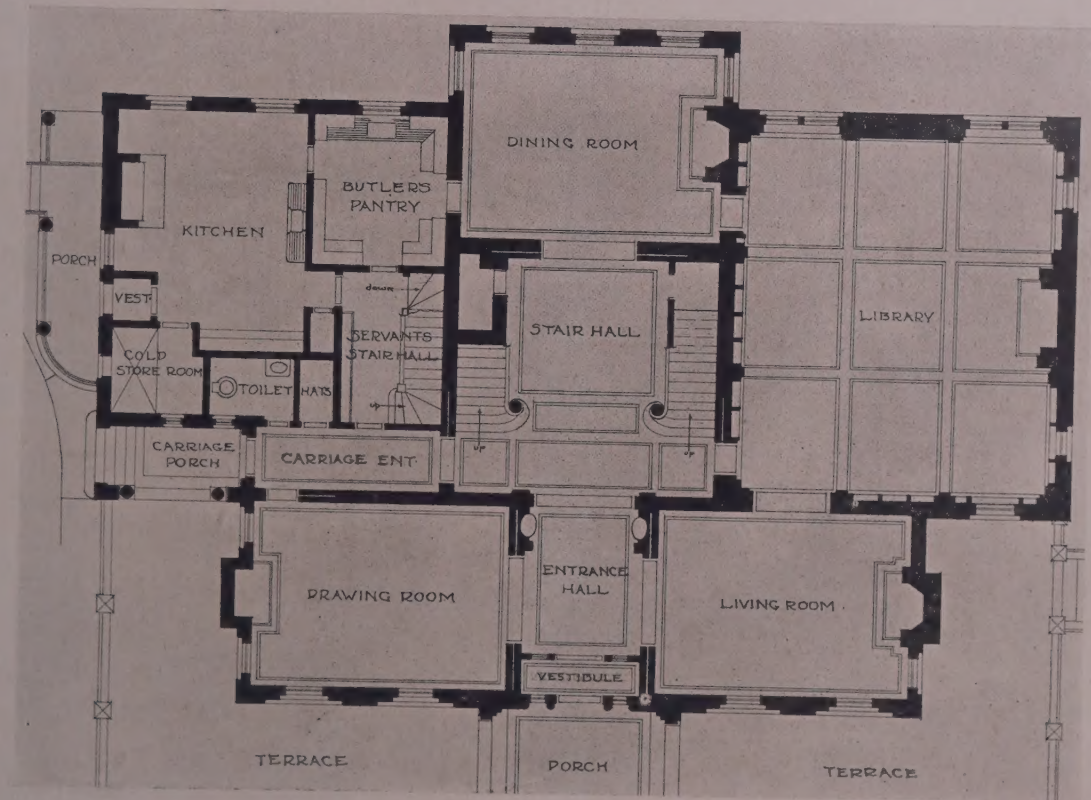 DINING ROOM
BUTLERS
PANTRY
KITCHEN
PORCH
VEST.
down
SERVANTS
STAIR HALL
STAIR HALL
LIBRARY
COLD
STORE ROOM
TOILET
HATS
UP
UP
UP
CARRIAGE
PORCH
CARRIAGE ENT.
ENTRANCE
HALL
DRAWING ROOM
LIVING ROOM
VESTIBULE
TERRACE
PORCH
TERRACE